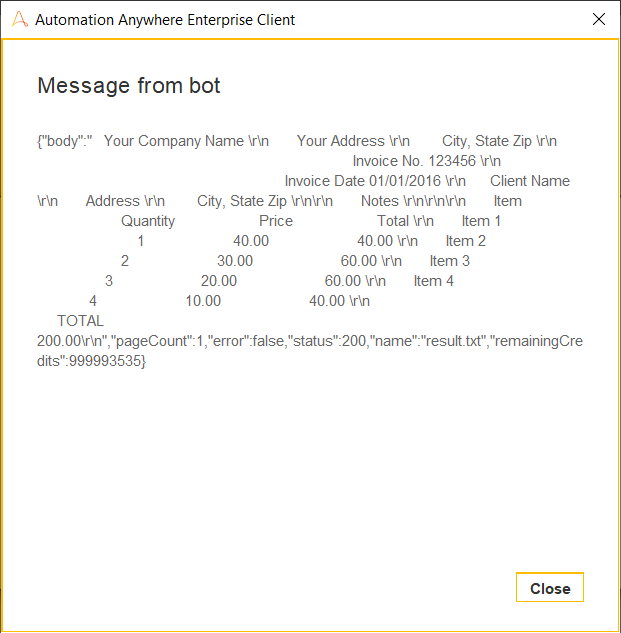 Automation Anywhere Enterprise Client
Message from bot
{"body":" Your Company Name \r\n Your Address \r\n City, State Zip \r\n
Invoice No. 123456 \r\n
Invoice Date 01/01/2016 \r\n Client Name
\r\n Address \r\n City, State Zip \r\n\r\n Notes \r\n\r\n\r\n Item
Quantity Price Total \r\n Item 1
1 40.00 40.00 \r\n Item 2
2 30.00 60.00 \r\n Item 3
3 20.00 60.00 \r\n Item 4
4 10.00 40.00 \r\n
TOTAL
200.00\r\n","pageCount":1,"error":false,"status":200,"name":"result.txt","remainingCre
dits":999993535}
Close